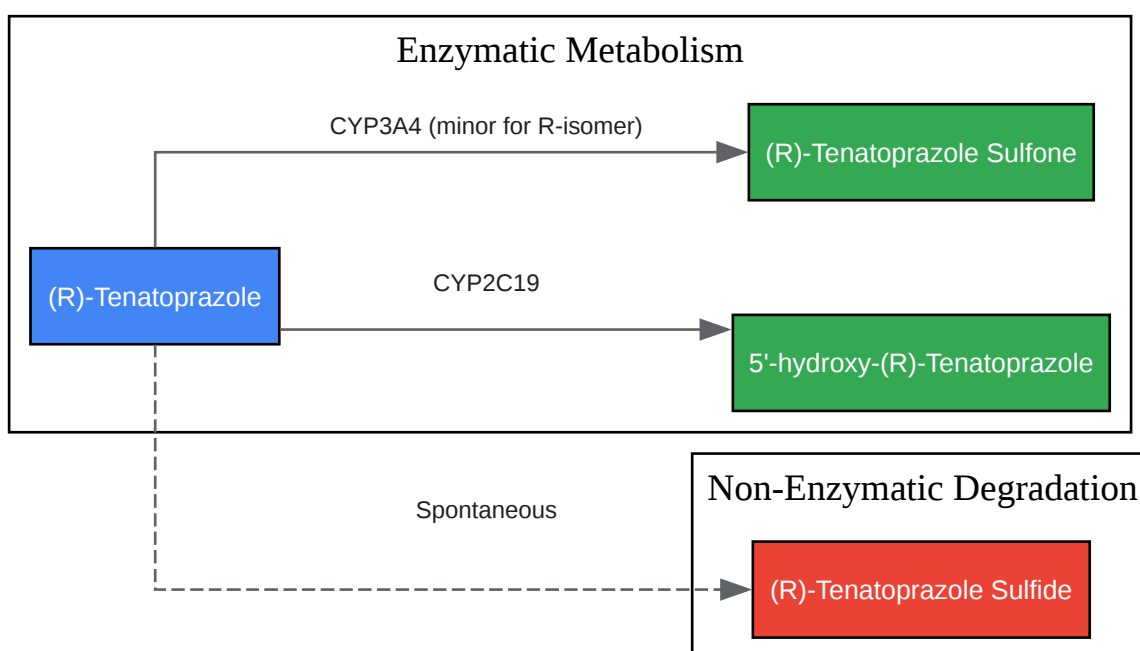 Enzymatic Metabolism
CYP3A4 (minor for R-isomer)
(R)-Tenatoprazole Sulfone
(R)-Tenatoprazole
CYP2C19
5'-hydroxy-(R)-Tenatoprazole
Non-Enzymatic Degradation
Spontaneous
(R)-Tenatoprazole Sulfide